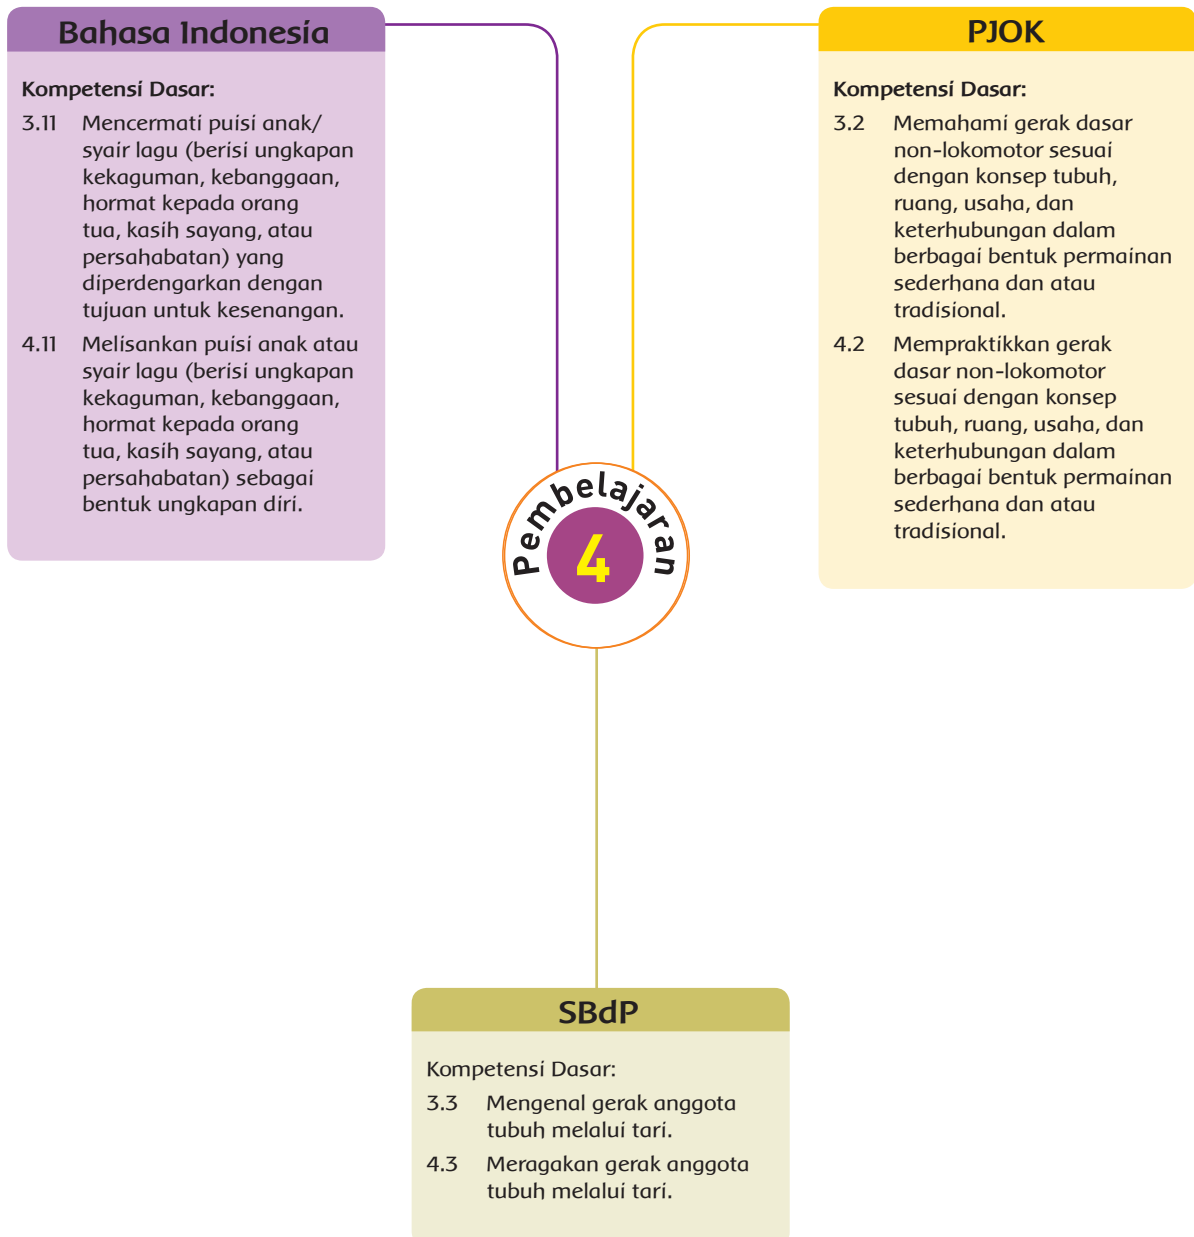 Bahasa Indonesia
Kompetensi Dasar:
3.11 Mencermati puisi anak/
syair lagu (berisi ungkapan
kekaguman, kebanggaan,
hormat kepada orang
tua, kasih sayang, atau
persahabatan) yang
diperdengarkan dengan
tujuan untuk kesenangan.
4.11 Melisankan puisi anak atau
syair lagu (berisi ungkapan
kekaguman, kebanggaan,
hormat kepada orang
tua, kasih sayang, atau
persahabatan) sebagai
bentuk ungkapan diri.
PJOK
Kompetensi Dasar:
3.2 Memahami gerak dasar
non-lokomotor sesuai
dengan konsep tubuh,
ruang, usaha, dan
keterhubungan dalam
berbagai bentuk permainan
sederhana dan atau
tradisional.
4.2 Mempraktikkan gerak
dasar non-lokomotor
sesuai dengan konsep
tubuh, ruang, usaha, dan
keterhubungan dalam
berbagai bentuk permainan
sederhana dan atau
tradisional.
Pembelajaran
4
SBdP
Kompetensi Dasar:
3.3 Mengenal gerak anggota
tubuh melalui tari.
4.3 Meragakan gerak anggota
tubuh melalui tari.